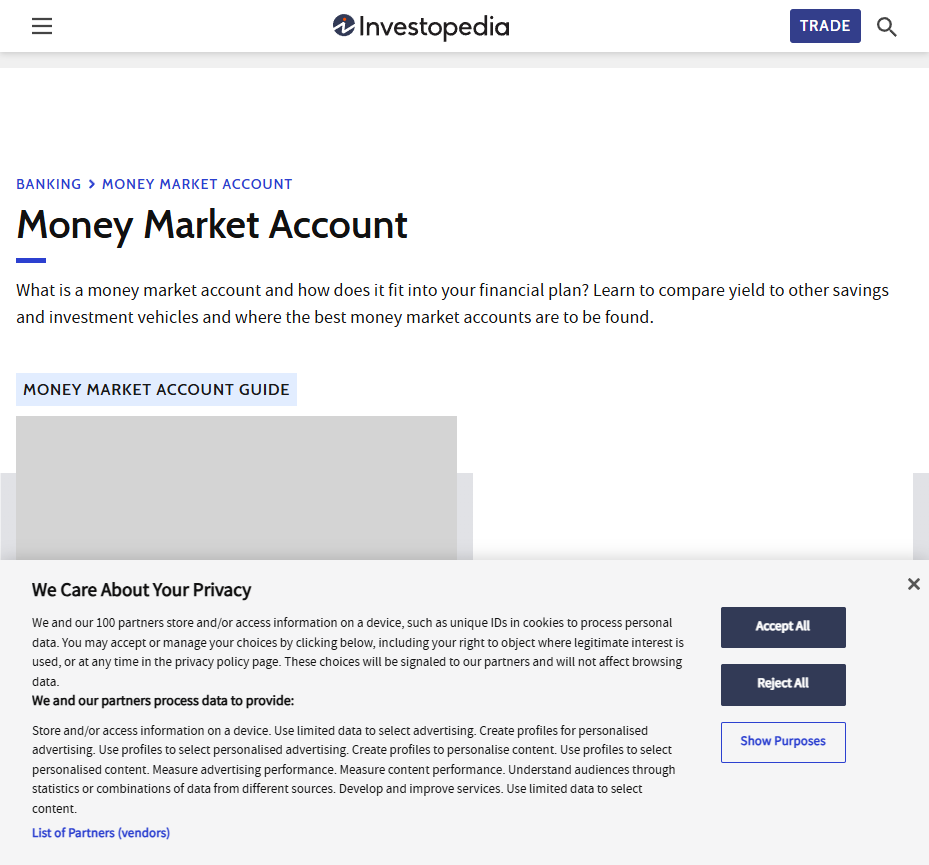 Investopedia
TRADE
BANKING > MONEY MARKET ACCOUNT
Money Market Account
What is a money market account and how does it fit into your financial plan? Learn to compare yield to other savings
and investment vehicles and where the best money market accounts are to be found.
MONEY MARKET ACCOUNT GUIDE
We Care About Your Privacy
We and our 100 partners store and/or access information on a device, such as unique IDs in cookies to process personal
data. You may accept or manage your choices by clicking below, including your right to object where legitimate interest is
used, or at any time in the privacy policy page. These choices will be signaled to our partners and will not affect browsing
data.
We and our partners process data to provide:
Store and/or access information on a device. Use limited data to select advertising. Create profiles for personalised
advertising. Use profiles to select personalised advertising. Create profiles to personalise content. Use profiles to select
personalised content. Measure advertising performance. Measure content performance. Understand audiences through
statistics or combinations of data from different sources. Develop and improve services. Use limited data to select
content.
List of Partners (vendors)
Accept All
Reject All
Show Purposes